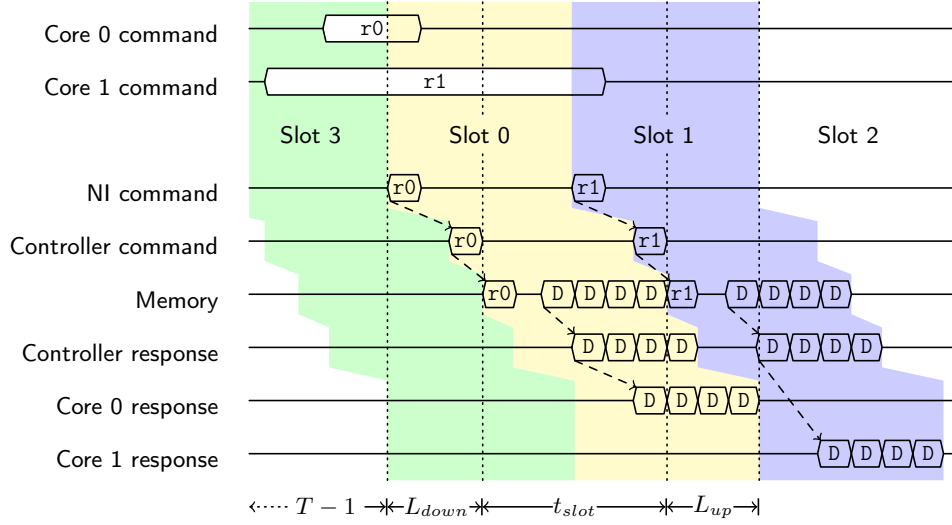 Core 0 command r0
Core 1 command r1
Slot 3 Slot 0 Slot 1 Slot 2
NI command r0 r1
Controller command r0 r1
Memory r0 D D D D r1 D D D D
Controller response D D D D D D D D
Core 0 response D D D D
Core 1 response D D D D
T − 1 L_down t_slot L_up